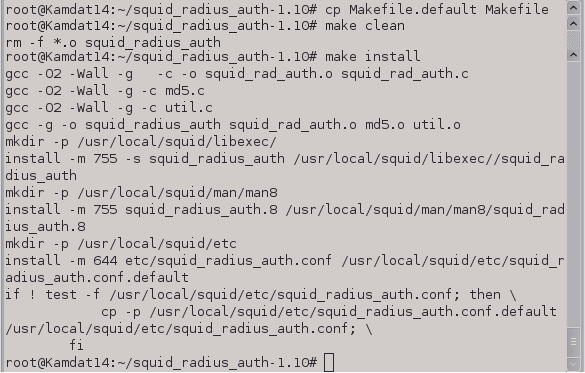 root@Kamdat14:~/squid_radius_auth-1.10# cp Makefile.default Makefile
root@Kamdat14:~/squid_radius_auth-1.10# make clean
rm -f *.o squid_radius_auth
root@Kamdat14:~/squid_radius_auth-1.10# make install
gcc -O2 -Wall -g   -c -o squid_rad_auth.o squid_rad_auth.c
gcc -O2 -Wall -g -c md5.c
gcc -O2 -Wall -g -c util.c
gcc -g -o squid_radius_auth squid_rad_auth.o md5.o util.o
mkdir -p /usr/local/squid/libexec/
install -m 755 -s squid_radius_auth /usr/local/squid/libexec//squid_ra
dius_auth
mkdir -p /usr/local/squid/man/man8
install -m 755 squid_radius_auth.8 /usr/local/squid/man/man8/squid_rad
ius_auth.8
mkdir -p /usr/local/squid/etc
install -m 644 etc/squid_radius_auth.conf /usr/local/squid/etc/squid_r
adius_auth.conf.default
if ! test -f /usr/local/squid/etc/squid_radius_auth.conf; then \
            cp -p /usr/local/squid/etc/squid_radius_auth.conf.default
/usr/local/squid/etc/squid_radius_auth.conf; \
        fi
root@Kamdat14:~/squid_radius_auth-1.10#